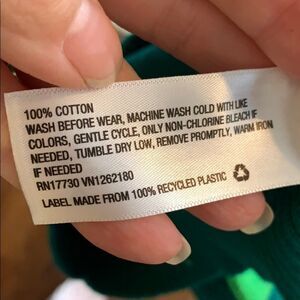 100% COTTON
WASH BEFORE WEAR, MACHINE WASH COLD WITH LIKE
COLORS, GENTLE CYCLE, ONLY NON-CHLORINE BLEACH IF
NEEDED, TUMBLE DRY LOW, REMOVE PROMPTLY, WARM IRON
IF NEEDED
RN17730 VN1262180
LABEL MADE FROM 100% RECYCLED PLASTIC